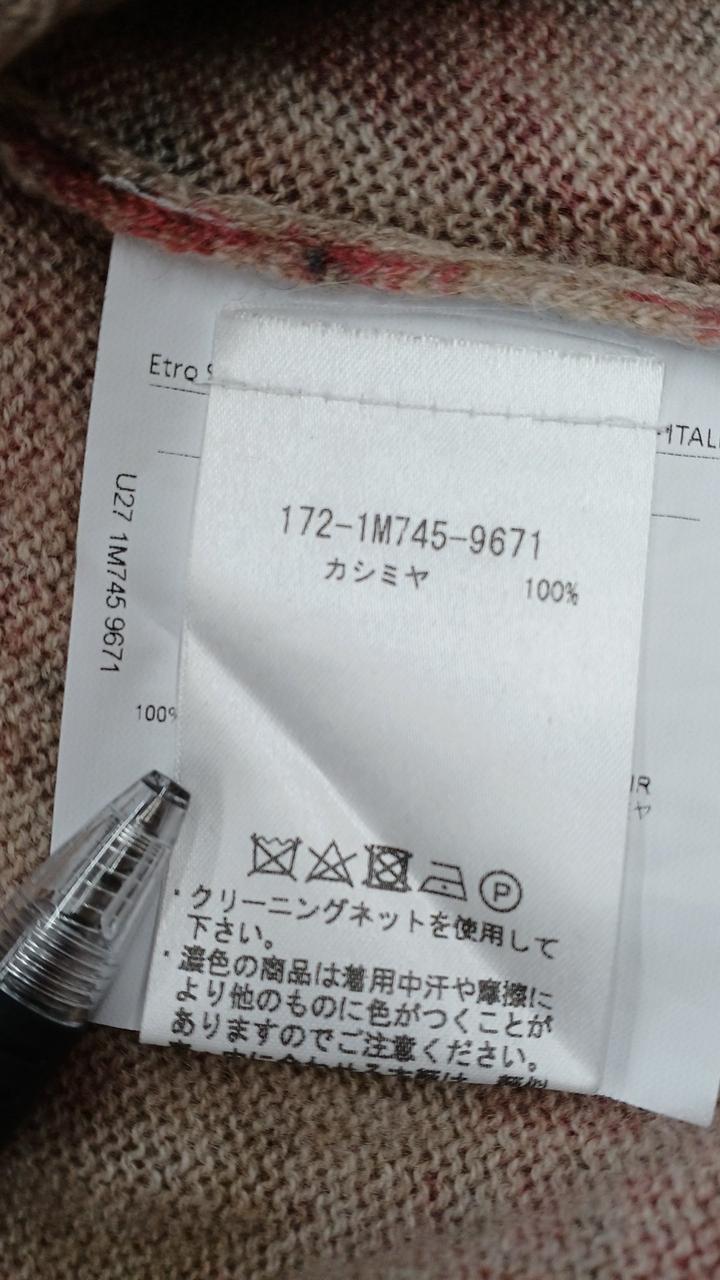 Etro
ITAL
172-1M745-9671
カシミヤ 100%
U27 1M745 9671
100%
P
・クリーニングネットを使用して
下さい。
・濃色の商品は着用中汗や摩擦に
より他のものに色がつくことが
ありますのでご注意ください。